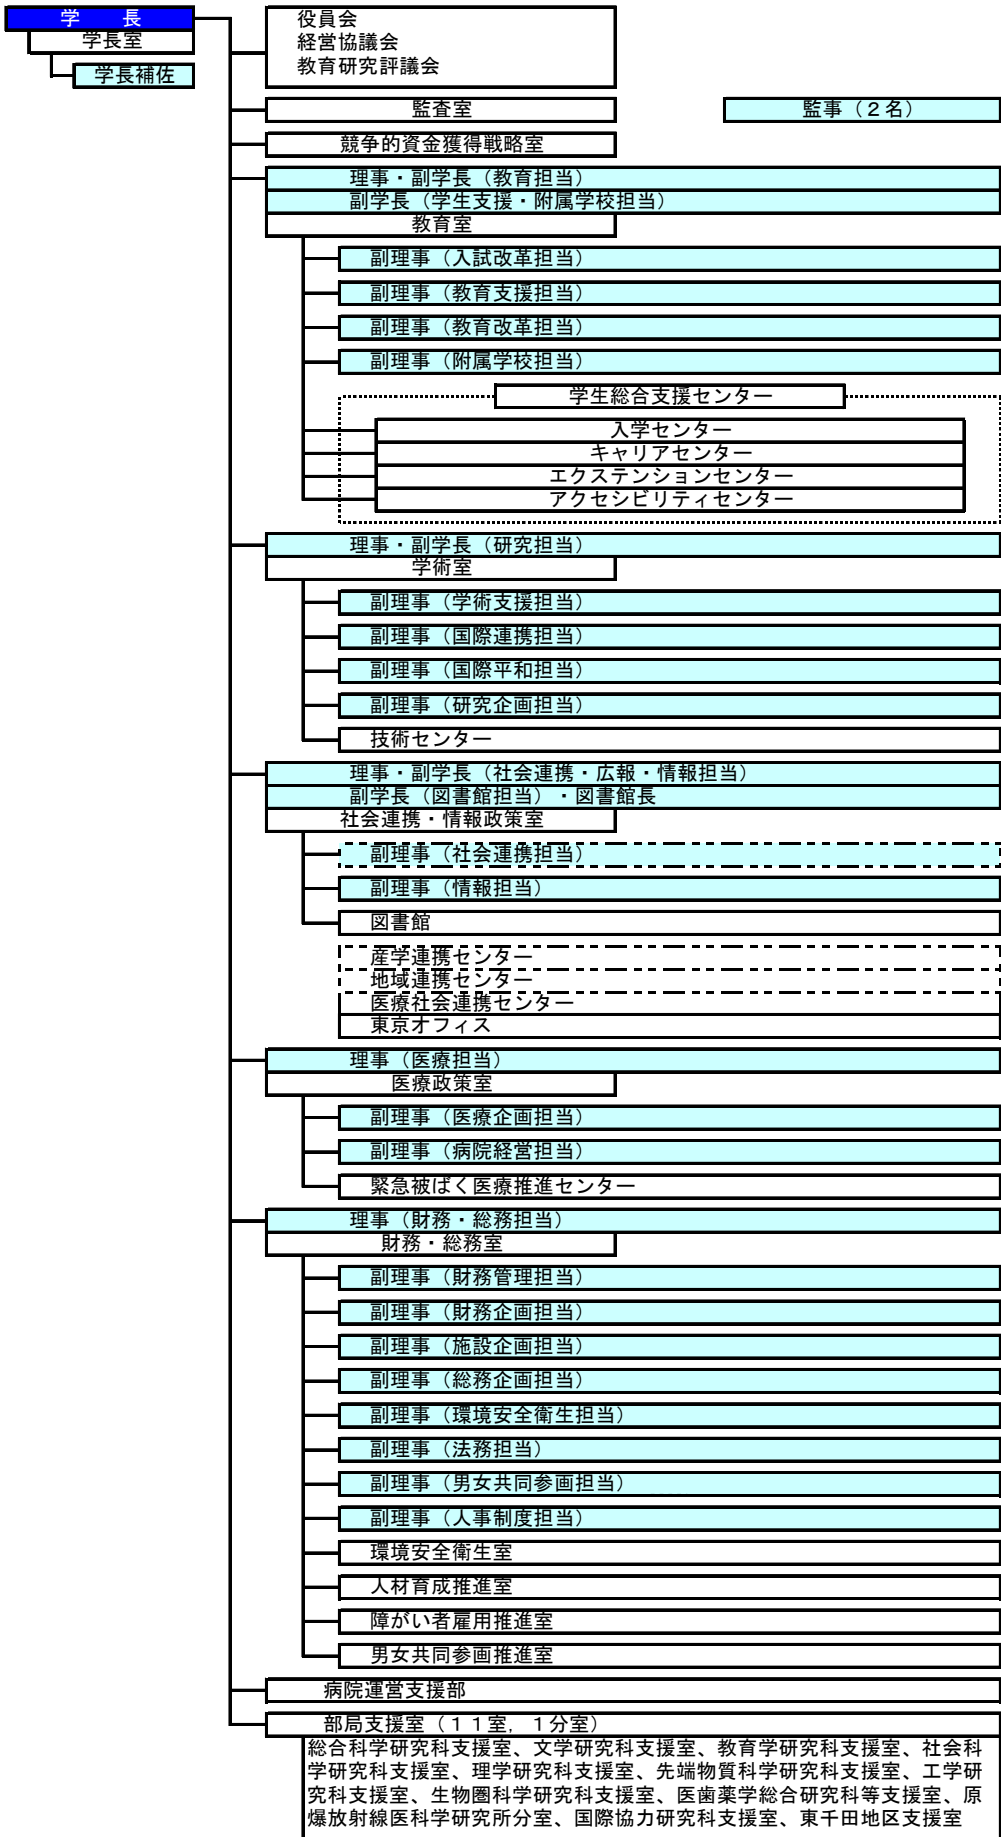 学　長
学長室
学長補佐
役員会
経営協議会
教育研究評議会
監査室
監事（２名）
競争的資金獲得戦略室
理事・副学長（教育担当）
副学長（学生支援・附属学校担当）
教育室
副理事（入試改革担当）
副理事（教育支援担当）
副理事（教育改革担当）
副理事（附属学校担当）
学生総合支援センター
入学センター
キャリアセンター
エクステンションセンター
アクセシビリティセンター
理事・副学長（研究担当）
学術室
副理事（学術支援担当）
副理事（国際連携担当）
副理事（国際平和担当）
副理事（研究企画担当）
技術センター
理事・副学長（社会連携・広報・情報担当）
副学長（図書館担当）・図書館長
社会連携・情報政策室
副理事（社会連携担当）
副理事（情報担当）
図書館
産学連携センター
地域連携センター
医療社会連携センター
東京オフィス
理事（医療担当）
医療政策室
副理事（医療企画担当）
副理事（病院経営担当）
緊急被ばく医療推進センター
理事（財務・総務担当）
財務・総務室
副理事（財務管理担当）
副理事（財務企画担当）
副理事（施設企画担当）
副理事（総務企画担当）
副理事（環境安全衛生担当）
副理事（法務担当）
副理事（男女共同参画担当）
副理事（人事制度担当）
環境安全衛生室
人材育成推進室
障がい者雇用推進室
男女共同参画推進室
病院運営支援部
部局支援室（１１室，１分室）
総合科学研究科支援室、文学研究科支援室、教育学研究科支援室、社会科
学研究科支援室、理学研究科支援室、先端物質科学研究科支援室、工学研
究科支援室、生物圏科学研究科支援室、医歯薬学総合研究科等支援室、原
爆放射線医科学研究所分室、国際協力研究科支援室、東千田地区支援室